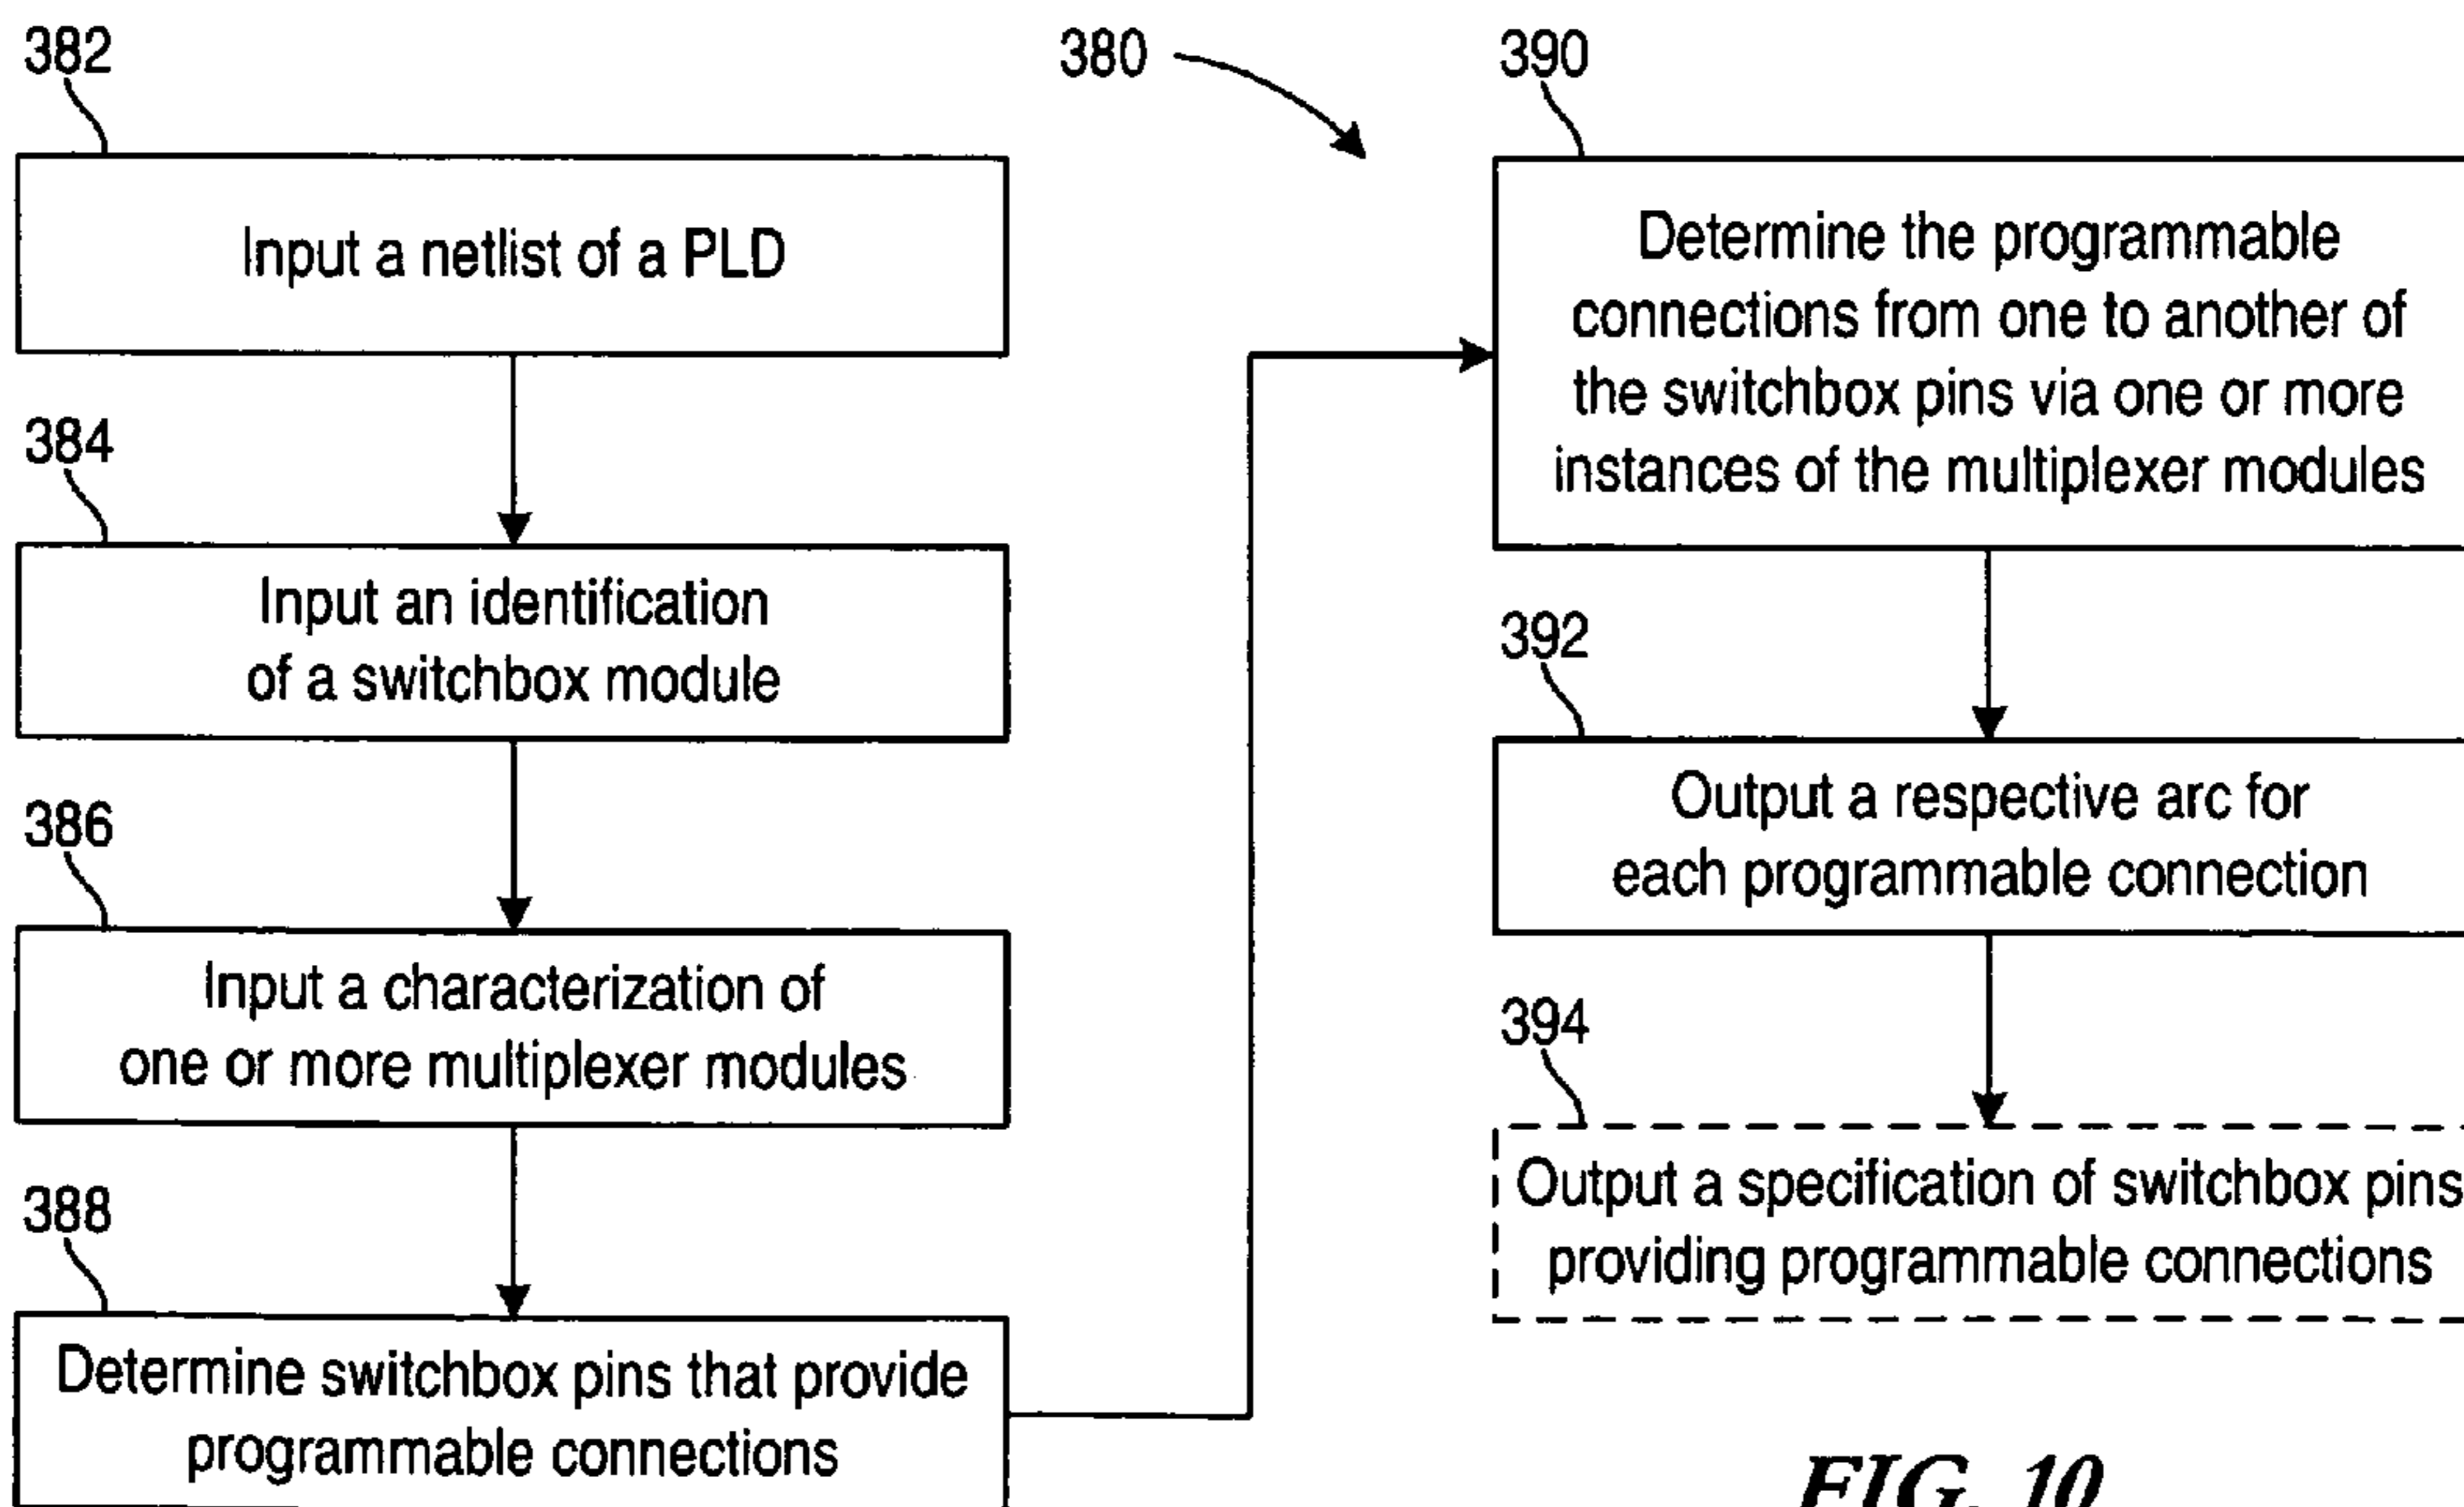 382
Input a netlist of a PLD
384
Input an identification
of a switchbox module
386
Input a characterization of
one or more multiplexer modules
388
Determine switchbox pins that provide
programmable connections
380
390
Determine the programmable
connections from one to another of
the switchbox pins via one or more
instances of the multiplexer modules
392
Output a respective arc for
each programmable connection
394
Output a specification of switchbox pins
providing programmable connections
FIG. 10